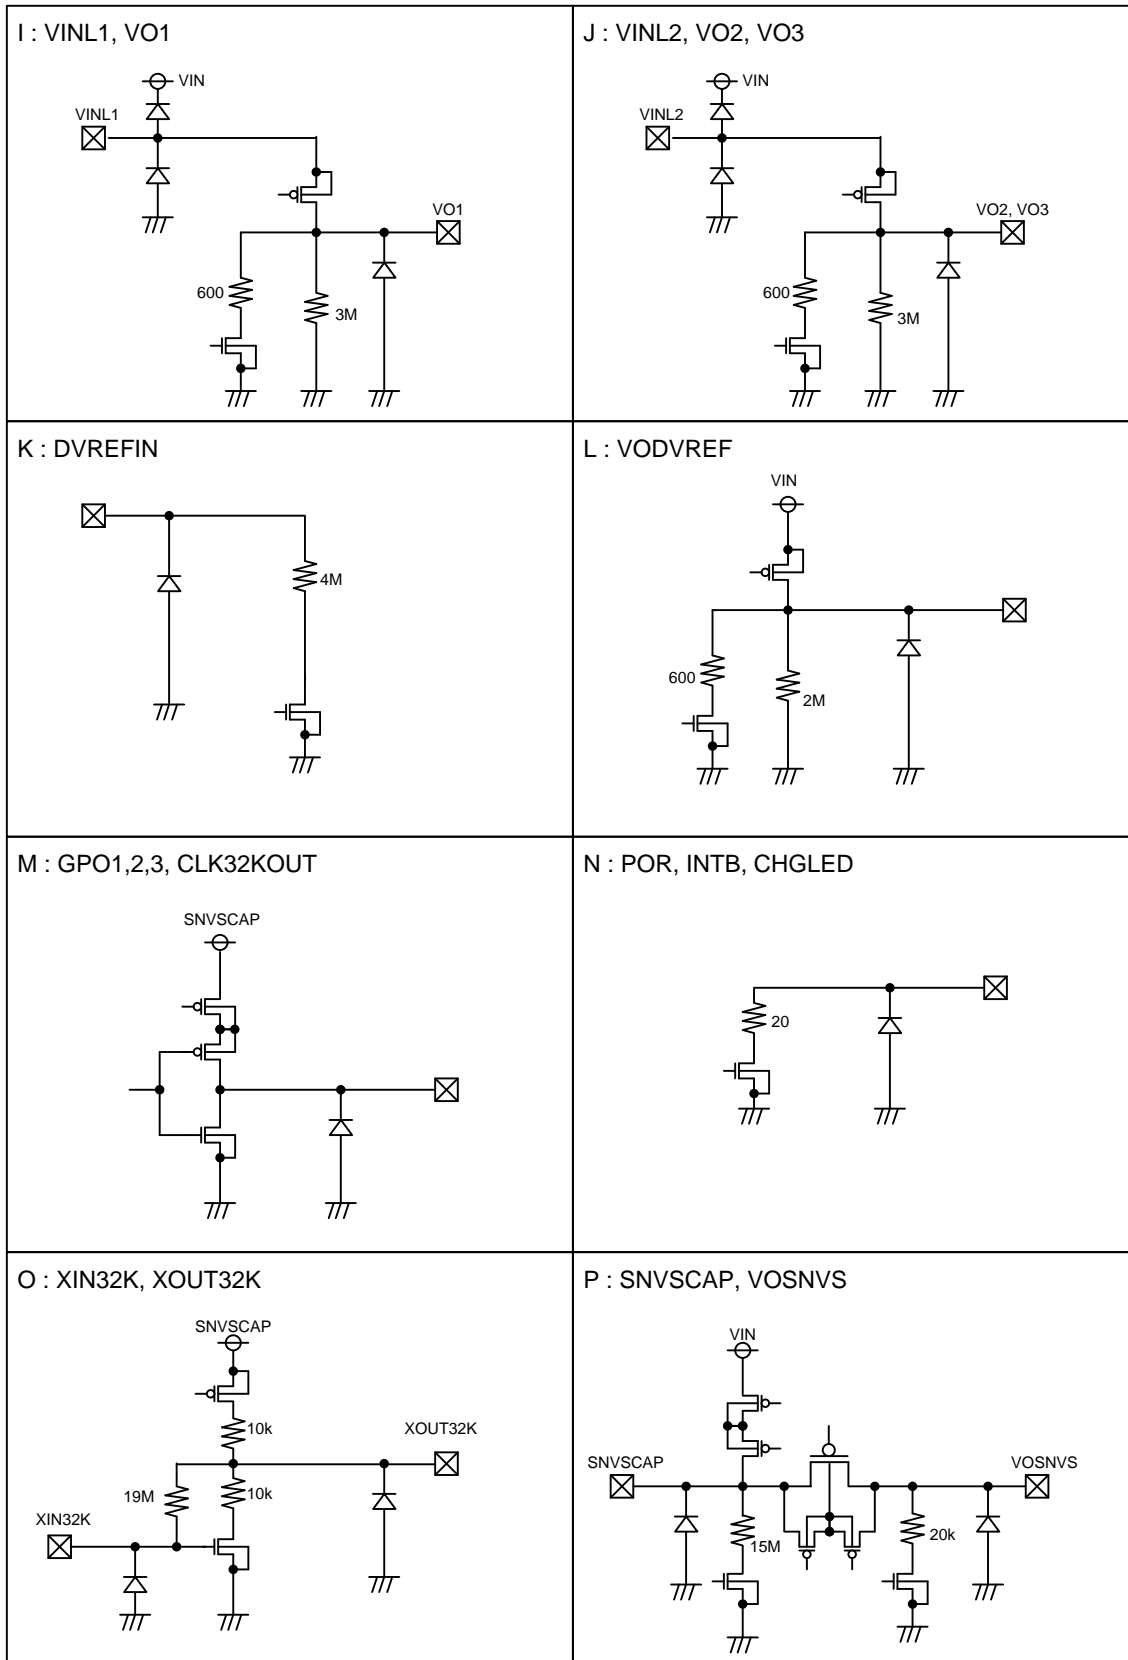 I : VINL1, VO1
VIN
VINL1
VO1
600
3M
J : VINL2, VO2, VO3
VIN
VINL2
VO2, VO3
600
3M
K : DVREFIN
4M
L : VODVREF
VIN
600
2M
M : GPO1,2,3, CLK32KOUT
SNVSCAP
N : POR, INTB, CHGLED
20
O : XIN32K, XOUT32K
SNVSCAP
10k
XOUT32K
19M
10k
XIN32K
P : SNVSCAP, VOSNVS
VIN
SNVSCAP
VOSNVS
15M
20k